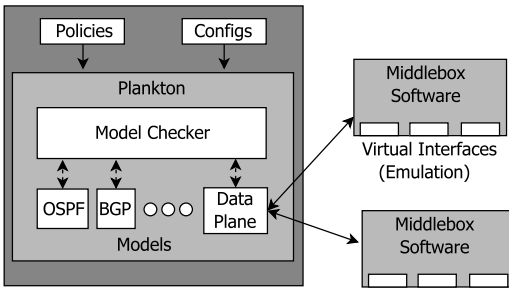 Policies
Configs
Plankton
Model Checker
OSPF
BGP
Data
Plane
Models
Middlebox
Software
Virtual Interfaces
(Emulation)
Middlebox
Software